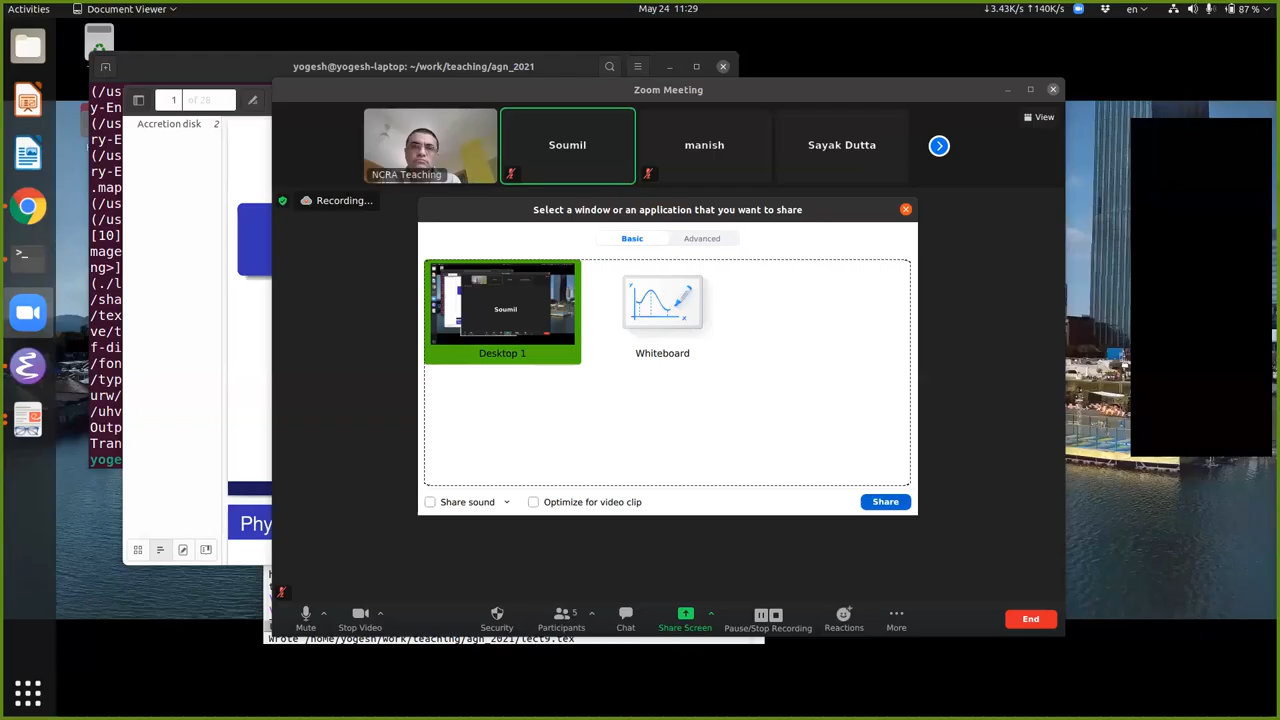 Activities
Document Viewer
May 24 11:29
↓3.43K/s ↑140K/s
en
87 %
yogesh@yogesh-laptop: ~/work/teaching/agn_2021
Zoom Meeting
1 of 28
Accretion disk 2
(/us
y-En
(/us
ry-E
(/us
ry-E
.map
(/us
(/us
[10]
mage
ng>]
(./l
/sha
/tex
ve/t
f-di
/fon
/typ
urw/
/uhv
Outp
Tran
yoge
Phy
View
NCRA Teaching
Soumil
manish
Sayak Dutta
Recording...
Select a window or an application that you want to share
Basic
Advanced
Soumil
Desktop 1
Whiteboard
Share sound
Optimize for video clip
Share
Mute
Stop Video
Security
Participants
5
Chat
Share Screen
Pause/Stop Recording
Reactions
More
End
Wrote /home/yogesh/work/teaching/agn_2021/lect9.tex